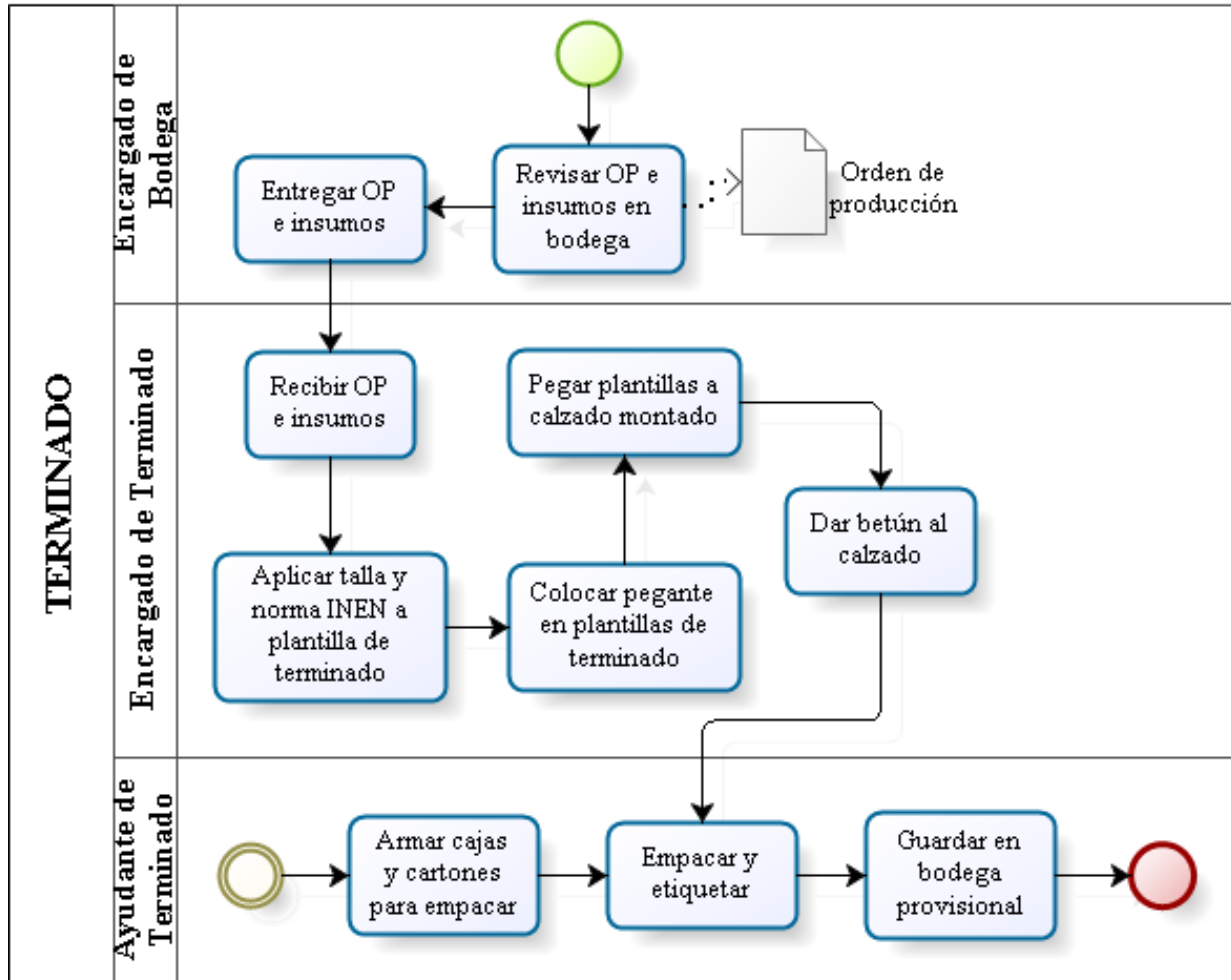 TERMINADO
Encargado de
Bodega
Entregar OP
e insumos
Revisar OP e
insumos en
bodega
Orden de
producción
Encargado de Terminado
Recibir OP
e insumos
Pegar plantillas a
calzado montado
Dar betún al
calzado
Aplicar talla y
norma INEN a
plantilla de
terminado
Colocar pegante
en plantillas de
terminado
Ayudante de
Terminado
Armar cajas
y cartones
para empacar
Empacar y
etiquetar
Guardar en
bodega
provisional